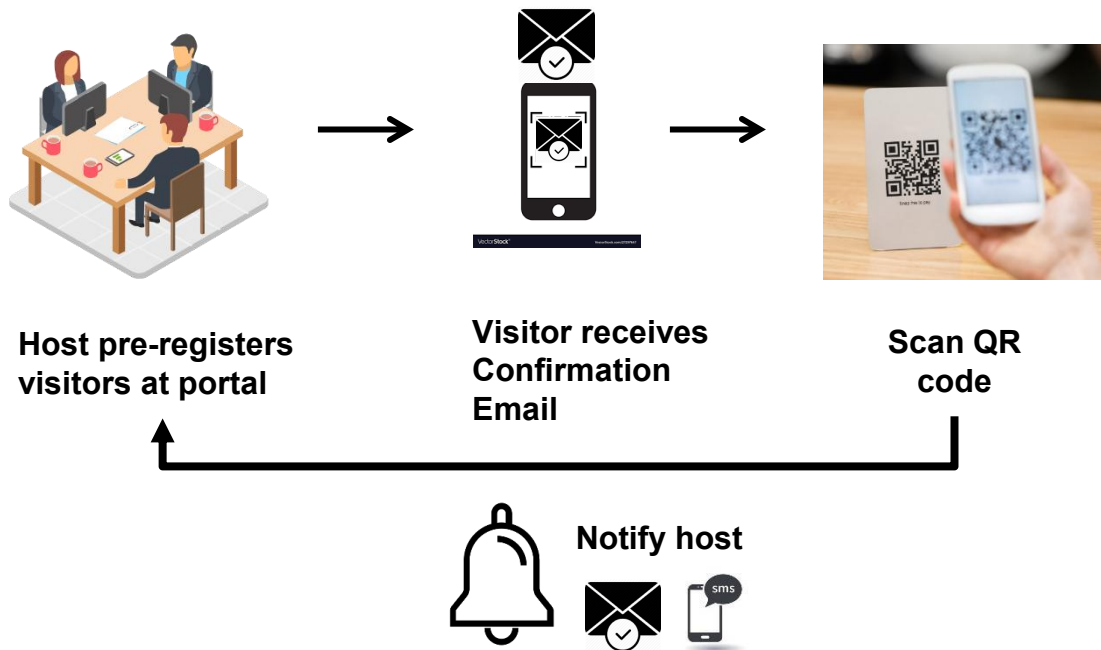 VectorStock
Host pre-registers
visitors at portal
Visitor receives
Confirmation
Email
Scan QR
code
Notify host
sms